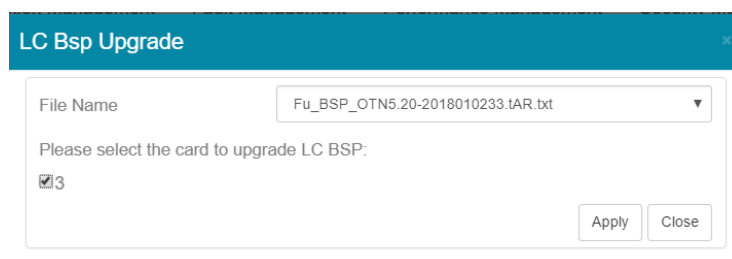 LC Bsp Upgrade ×
File Name Fu_BSP_OTN5.20-2018010233.tAR.txt
Please select the card to upgrade LC BSP:
3
Apply Close